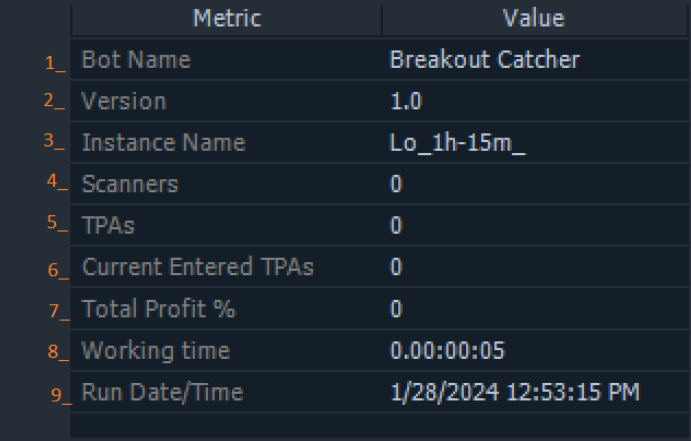 Metric Value
1_ Bot Name Breakout Catcher
2_ Version 1.0
3_ Instance Name Lo_1h-15m_
4_ Scanners 0
5_ TPAs 0
6_ Current Entered TPAs 0
7_ Total Profit % 0
8_ Working time 0.00:00:05
9_ Run Date/Time 1/28/2024 12:53:15 PM